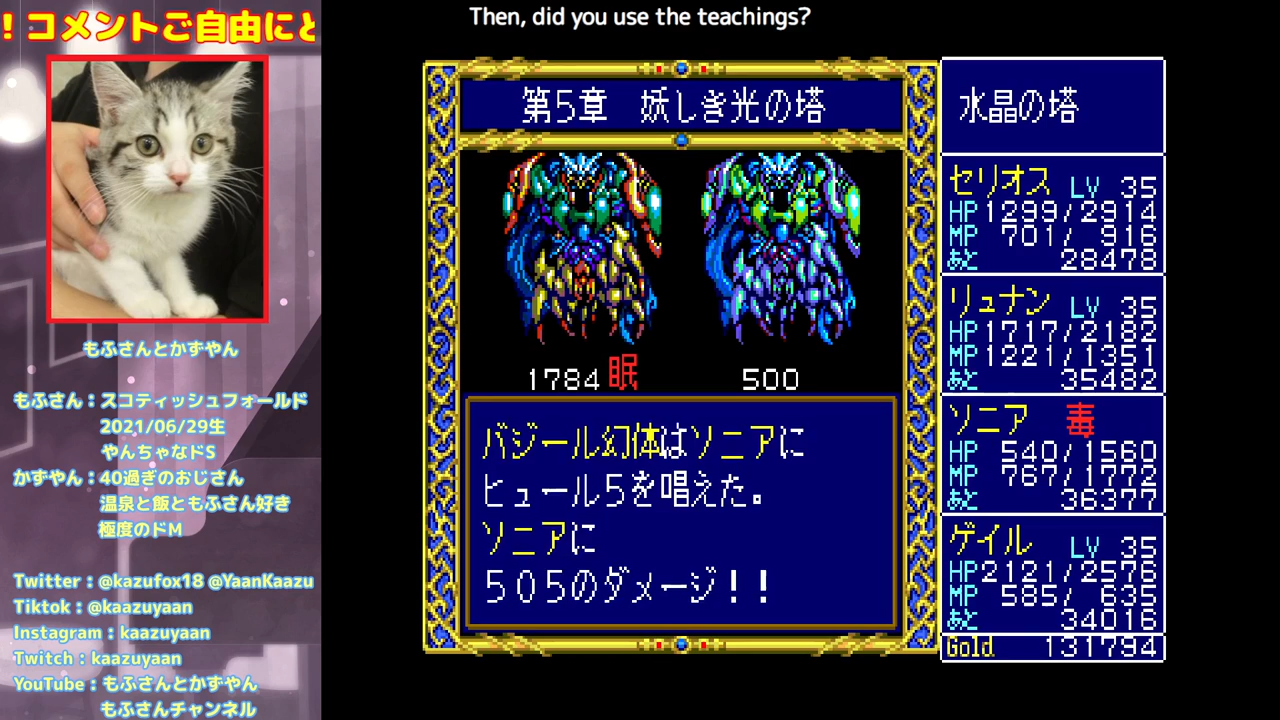 ！コメントご自由にと
Then, did you use the teachings?
もふさんとかずやん
もふさん：スコティッシュフォールド
2021/06/29生
やんちゃなドS
かずやん：40過ぎのおじさん
温泉と飯ともふさん好き
極度のドM
Twitter：@kazufox18 @YaanKaazu
Tiktok：@kaazuyaan
Instagram：kaazuyaan
Twitch：kaazuyaan
YouTube：もふさんとかずやん
もふさんチャンネル
第5章 妖しき光の塔
1784 眠
500
バジール幻体はソニアに
ヒュール5を唱えた。
ソニアに
５０５のダメージ！！
水晶の塔
セリオス LV 35
HP 1299/2914
MP 701/ 916
あと 28478
リュナン LV 35
HP 1717/2182
MP 1221/1351
あと 35482
ソニア 毒
HP 540/1560
MP 767/1772
あと 36377
ゲイル LV 35
HP 2121/2576
MP 585/ 635
あと 34016
Gold 131794